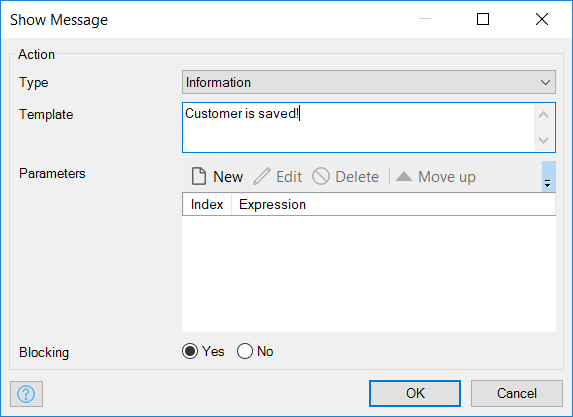 Show Message
Action
Type Information
Template Customer is saved!
Parameters New Edit Delete Move up
Index Expression
Blocking Yes No
? OK Cancel